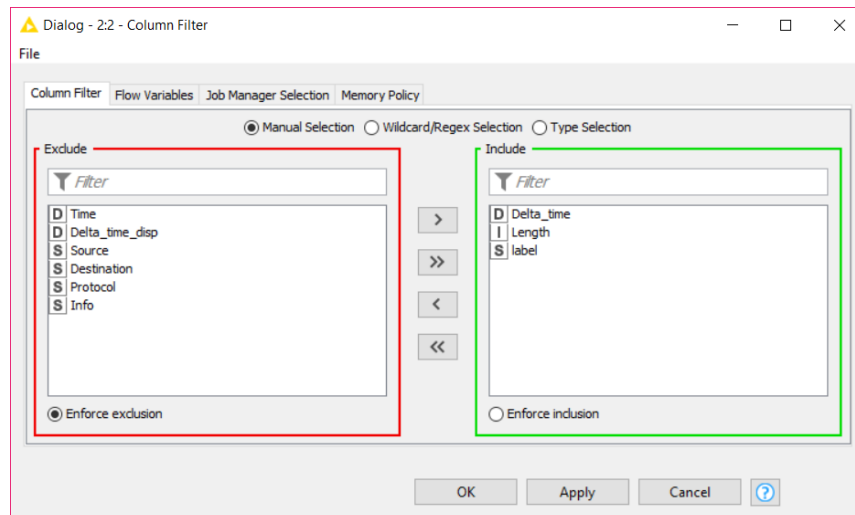 Dialog - 2:2 - Column Filter
File
Column Filter Flow Variables Job Manager Selection Memory Policy
Manual Selection Wildcard/Regex Selection Type Selection
Exclude
Filter
D Time
D Delta_time_disp
S Source
S Destination
S Protocol
S Info
Enforce exclusion
>
>>
<
<<
Include
Filter
D Delta_time
I Length
S label
Enforce inclusion
OK Apply Cancel ?